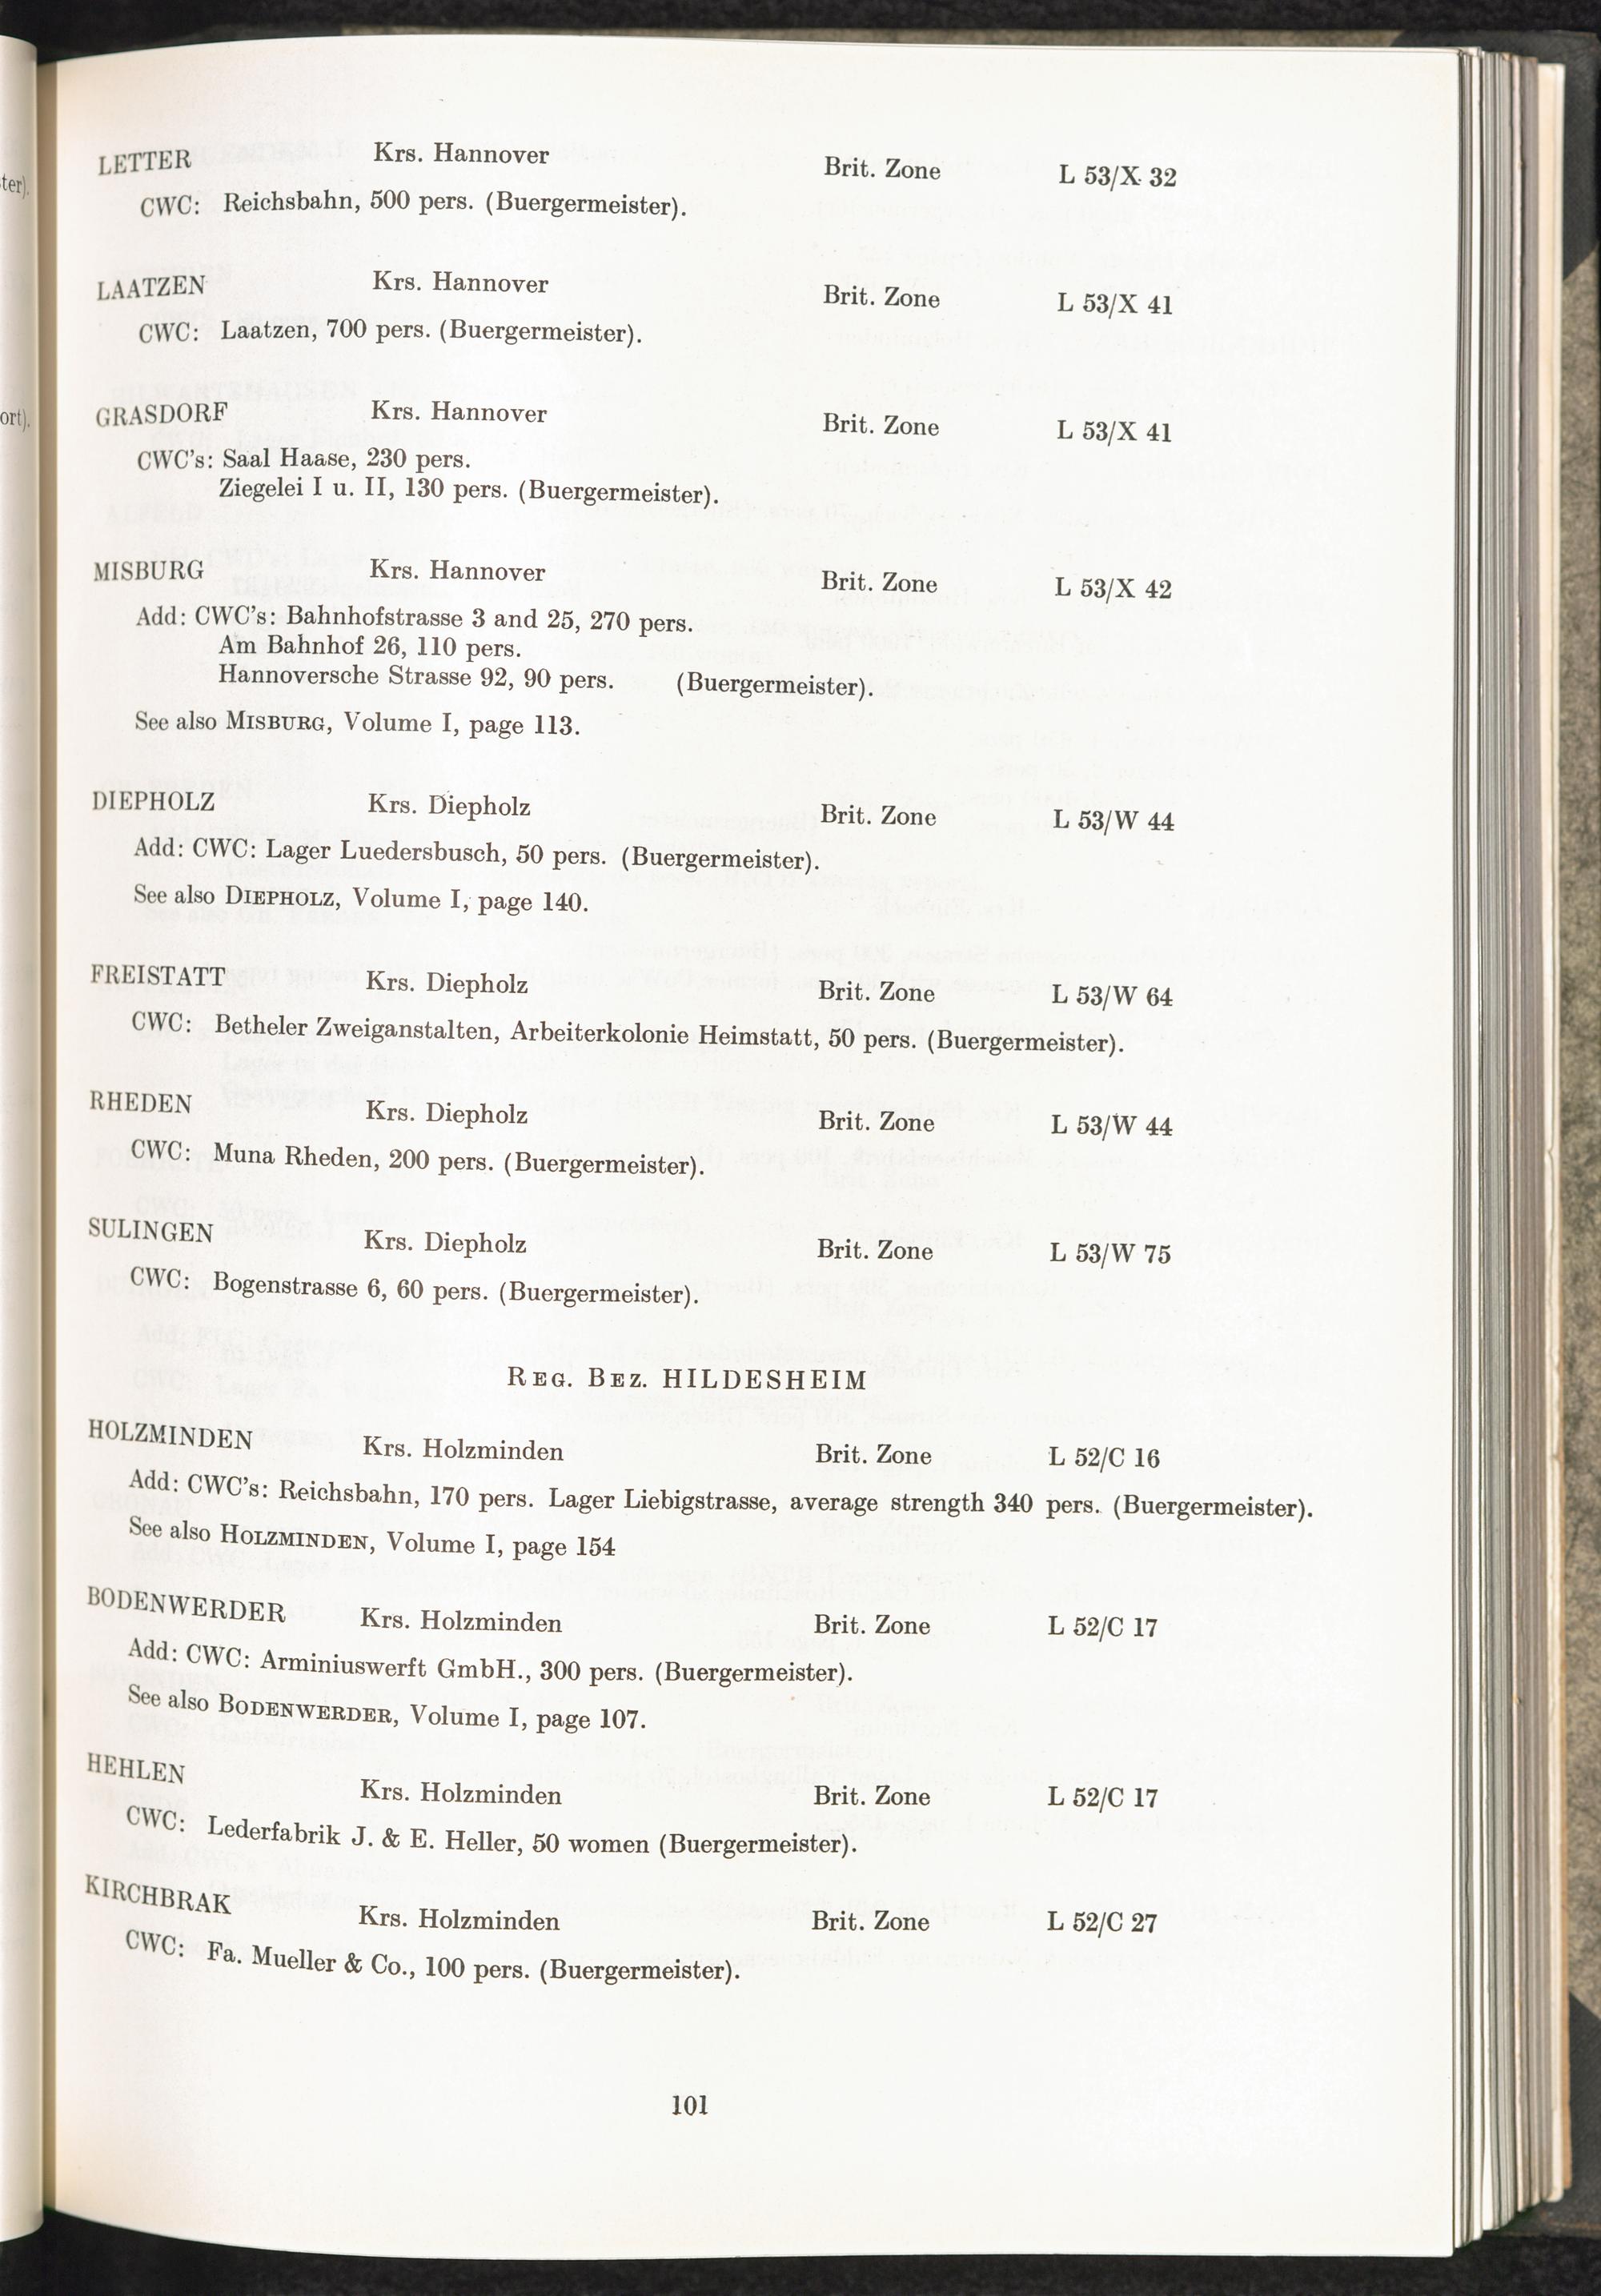 LETTER Krs. Hannover Brit. Zone L 53/X 32
CWC: Reichsbahn, 500 pers. (Buergermeister).
LAATZEN Krs. Hannover Brit. Zone L 53/X 41
CWC: Laatzen, 700 pers. (Buergermeister).
GRASDORF Krs. Hannover Brit. Zone L 53/X 41
CWC's: Saal Haase, 230 pers.
Ziegelei I u. II, 130 pers. (Buergermeister).
MISBURG Krs. Hannover Brit. Zone L 53/X 42
Add: CWC's: Bahnhofstrasse 3 and 25, 270 pers.
Am Bahnhof 26, 110 pers.
Hannoversche Strasse 92, 90 pers. (Buergermeister).
See also MISBURG, Volume I, page 113.
DIEPHOLZ Krs. Diepholz Brit. Zone L 53/W 44
Add: CWC: Lager Luedersbusch, 50 pers. (Buergermeister).
See also DIEPHOLZ, Volume I, page 140.
FREISTATT Krs. Diepholz Brit. Zone L 53/W 64
CWC: Betheler Zweiganstalten, Arbeiterkolonie Heimstatt, 50 pers. (Buergermeister).
RHEDEN Krs. Diepholz Brit. Zone L 53/W 44
CWC: Muna Rheden, 200 pers. (Buergermeister).
SULINGEN Krs. Diepholz Brit. Zone L 53/W 75
CWC: Bogenstrasse 6, 60 pers. (Buergermeister).
REG. BEZ. HILDESHEIM
HOLZMINDEN Krs. Holzminden Brit. Zone L 52/C 16
Add: CWC's: Reichsbahn, 170 pers. Lager Liebigstrasse, average strength 340 pers. (Buergermeister).
See also HOLZMINDEN, Volume I, page 154
BODENWERDER Krs. Holzminden Brit. Zone L 52/C 17
Add: CWC: Arminiuswerft GmbH., 300 pers. (Buergermeister).
See also BODENWERDER, Volume I, page 107.
HEHLEN Krs. Holzminden Brit. Zone L 52/C 17
CWC: Lederfabrik J. & E. Heller, 50 women (Buergermeister).
KIRCHBRAK Krs. Holzminden Brit. Zone L 52/C 27
CWC: Fa. Mueller & Co., 100 pers. (Buergermeister).
101